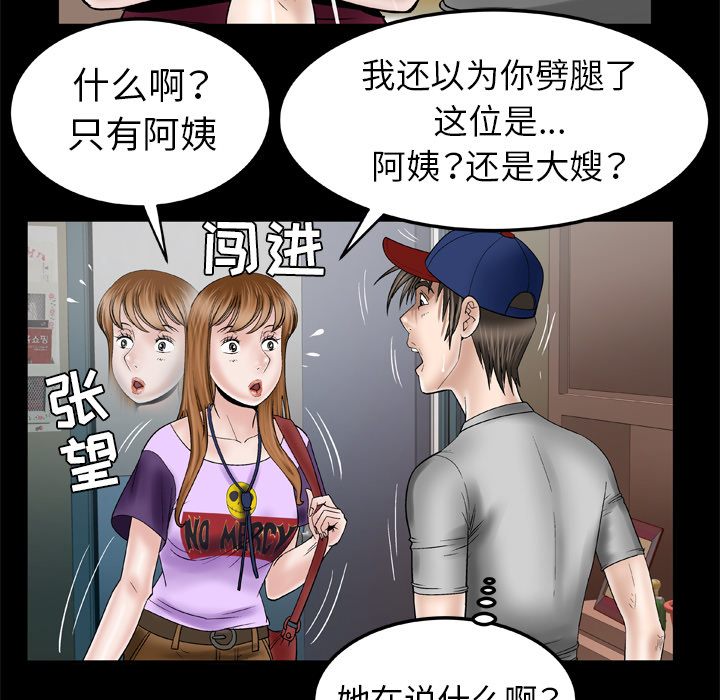 什么啊？
只有阿姨
我还以为你劈腿了
这位是...
阿姨？还是大嫂？
闯进
张望
NO MERCY
她在说什么啊？